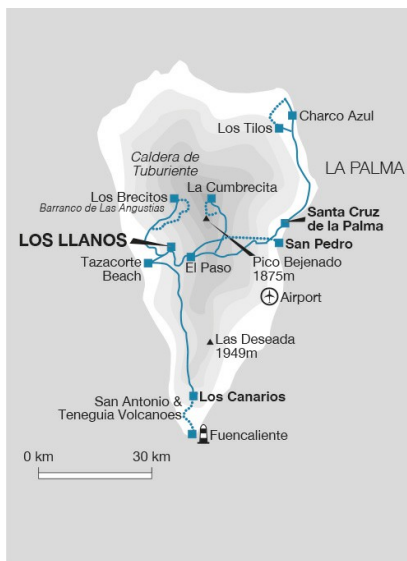 Charco Azul
Los Tilos
Caldera de
Tuburiente
LA PALMA
La Cumbrecita
Los Brecitos
Barranco de Las Angustias
Santa Cruz
de la Palma
LOS LLANOS
San Pedro
Tazacorte
Beach
El Paso
Pico Bejenado
1875m
Airport
Las Deseada
1949m
Los Canarios
San Antonio &
Teneguia Volcanoes
Fuencaliente
0 km
30 km